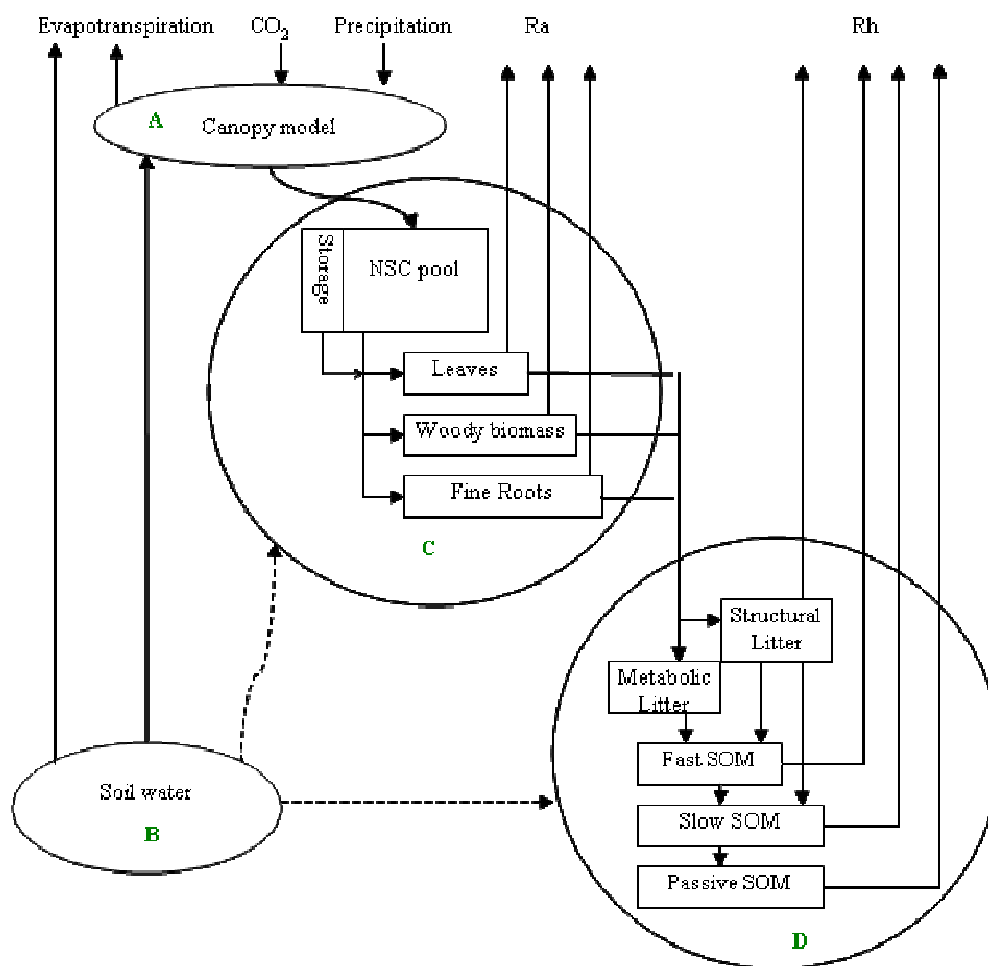 Evapotranspiration CO₂ Precipitation Ra Rh
A
Canopy model
Storage
NSC pool
Leaves
Woody biomass
Fine Roots
C
Structural
Litter
Metabolic
Litter
Fast SOM
Soil water
B
Slow SOM
Passive SOM
D